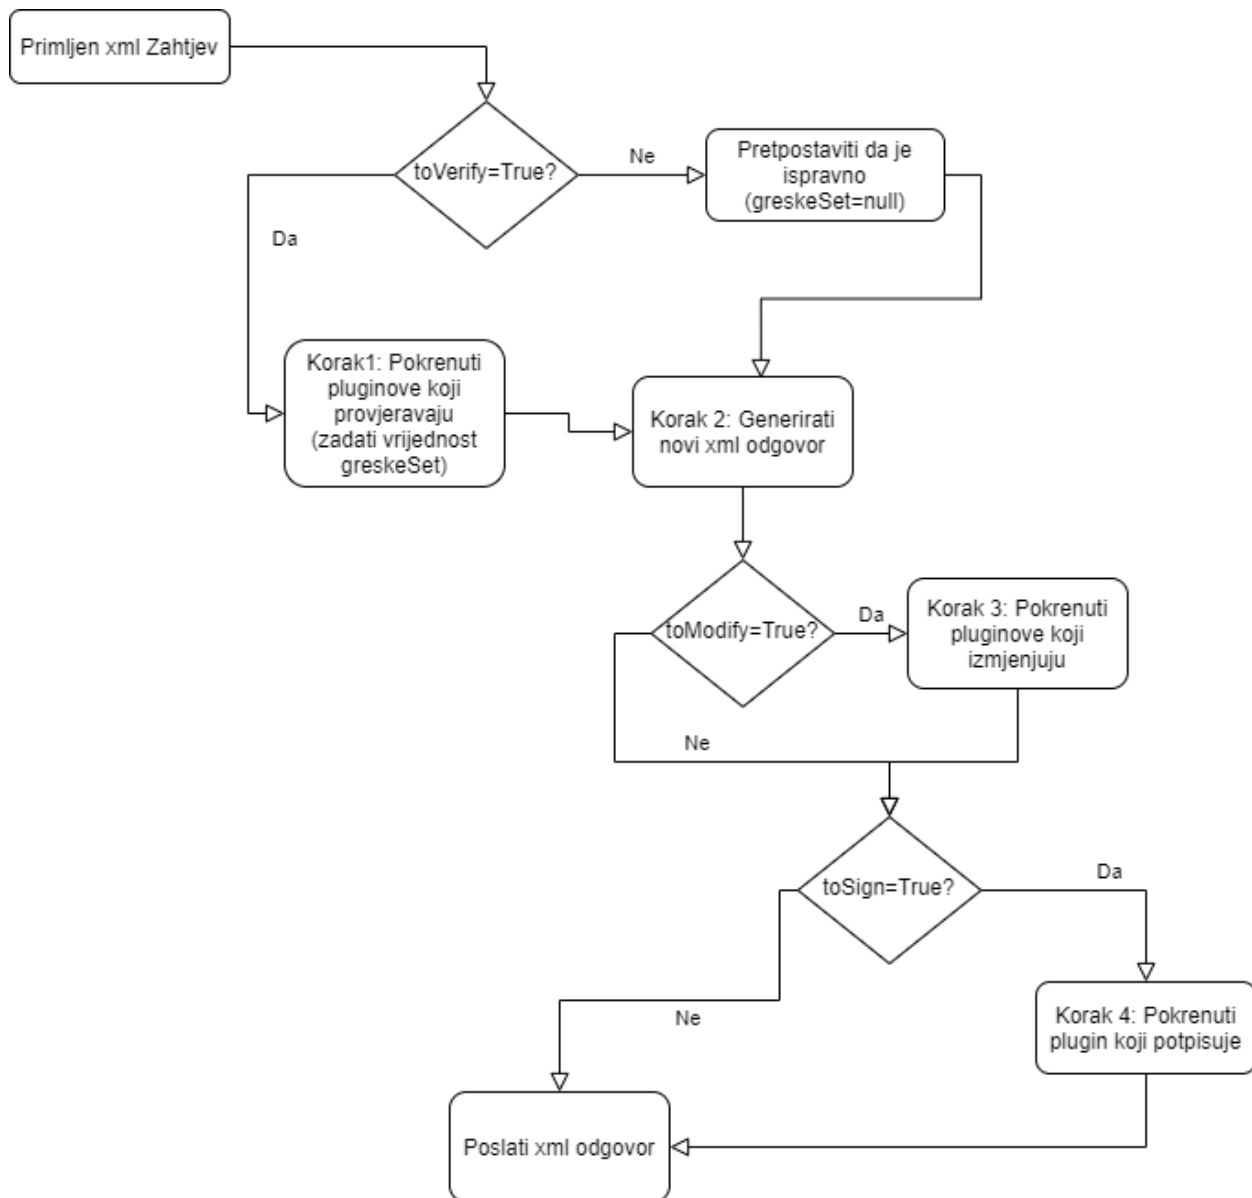 Primljen xml Zahtjev
toVerify=True?
Ne
Pretpostaviti da je
ispravno
(greskeSet=null)
Da
Korak1: Pokrenuti
pluginove koji
provjeravaju
(zadati vrijednost
greskeSet)
Korak 2: Generirati
novi xml odgovor
toModify=True?
Da
Korak 3: Pokrenuti
pluginove koji
izmjenjuju
Ne
toSign=True?
Da
Ne
Korak 4: Pokrenuti
plugin koji potpisuje
Poslati xml odgovor